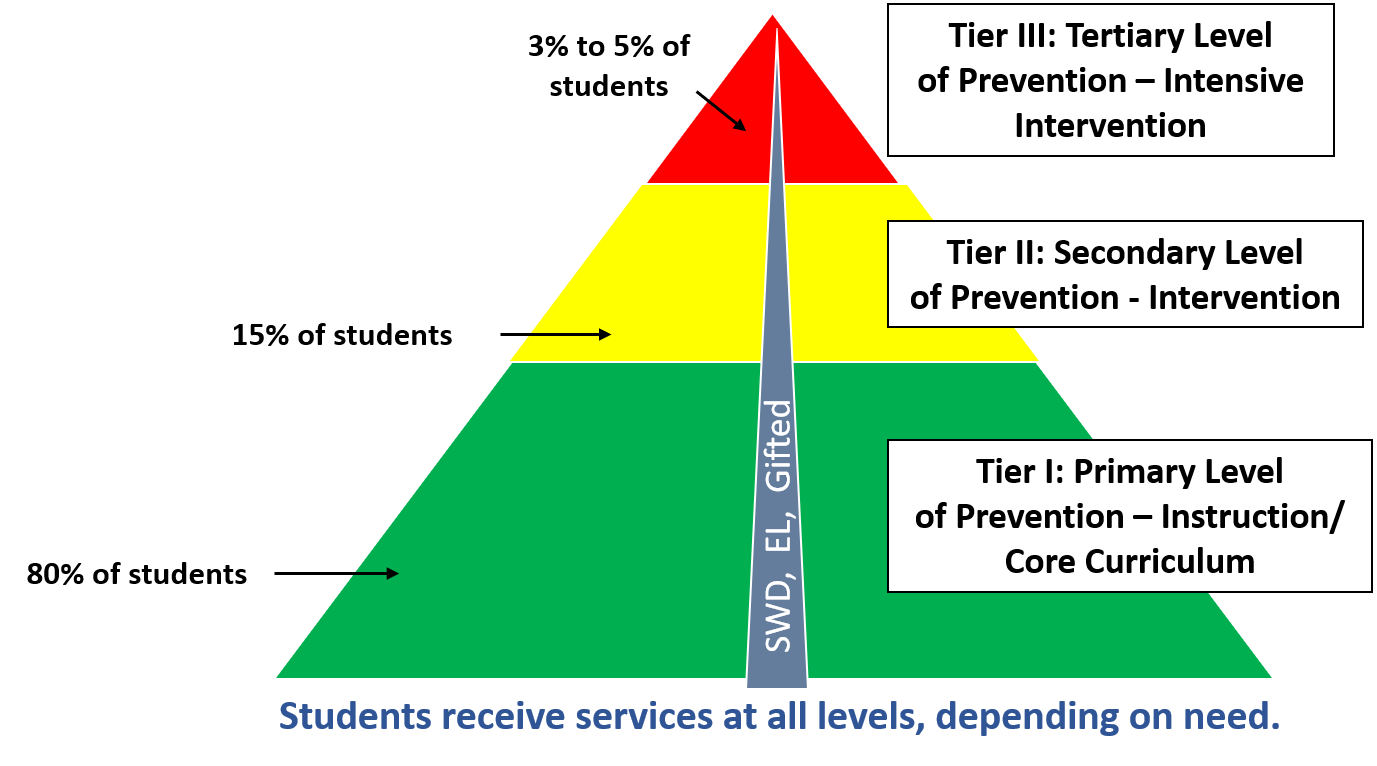 3% to 5% of
students
Tier III: Tertiary Level
of Prevention – Intensive
Intervention
15% of students
Tier II: Secondary Level
of Prevention - Intervention
80% of students
SWD, EL, Gifted
Tier I: Primary Level
of Prevention – Instruction/
Core Curriculum
Students receive services at all levels, depending on need.